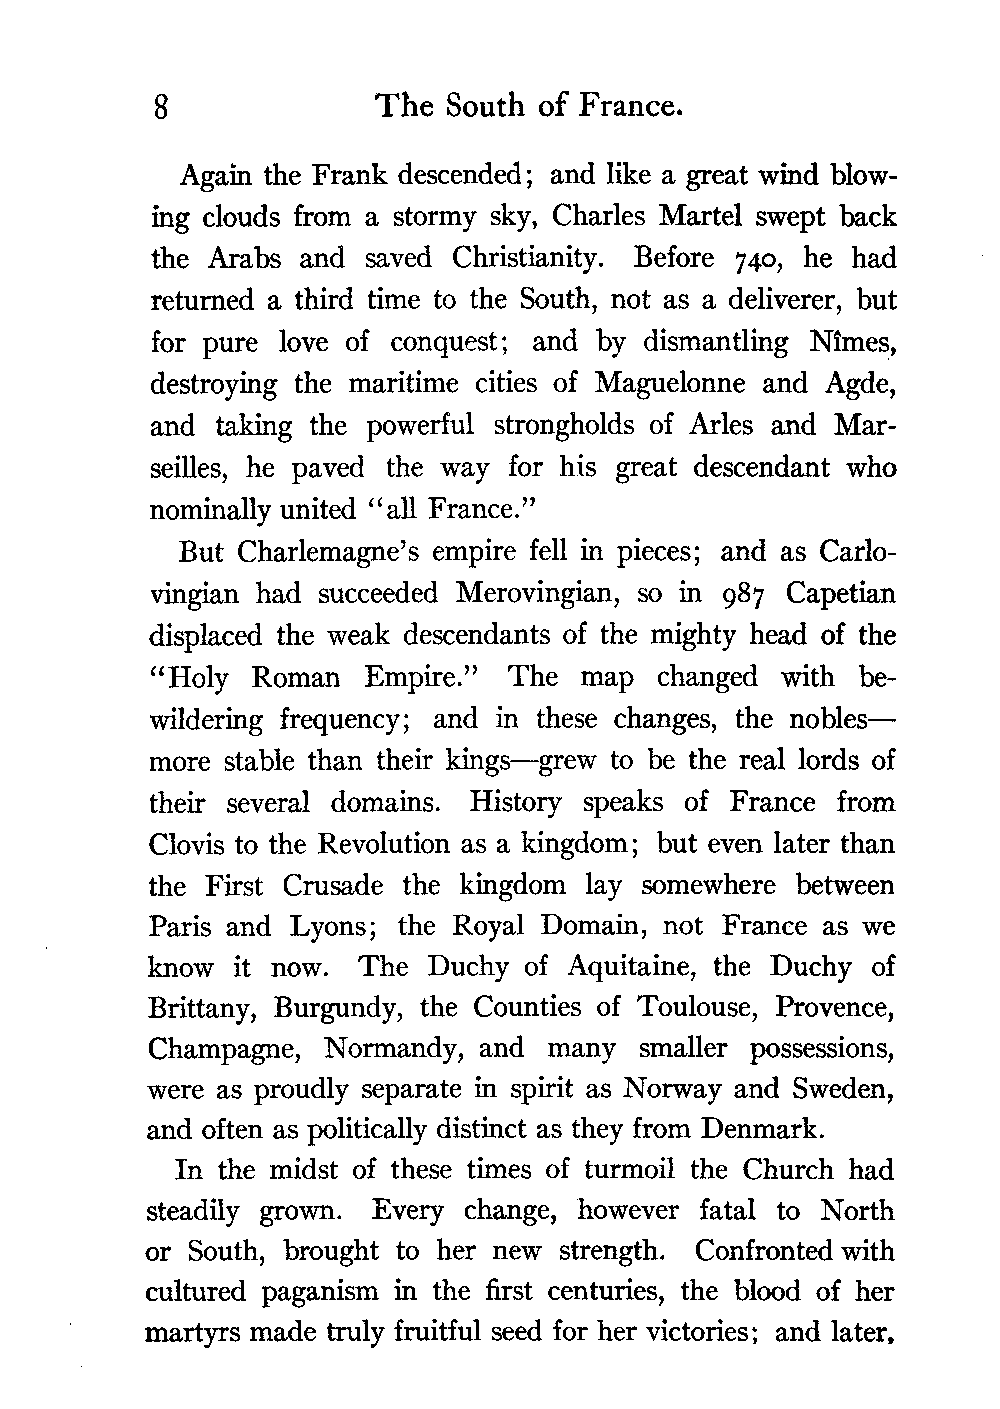 8 The South of France.
Again the Frank descended; and like a great wind blow-
ing clouds from a stormy sky, Charles Martel swept back
the Arabs and saved Christianity. Before 740, he had
returned a third time to the South, not as a deliverer, but
for pure love of conquest; and by dismantling Nîmes,
destroying the maritime cities of Maguelonne and Agde,
and taking the powerful strongholds of Arles and Mar-
seilles, he paved the way for his great descendant who
nominally united "all France."
But Charlemagne's empire fell in pieces; and as Carlo-
vingian had succeeded Merovingian, so in 987 Capetian
displaced the weak descendants of the mighty head of the
"Holy Roman Empire." The map changed with be-
wildering frequency; and in these changes, the nobles—
more stable than their kings—grew to be the real lords of
their several domains. History speaks of France from
Clovis to the Revolution as a kingdom; but even later than
the First Crusade the kingdom lay somewhere between
Paris and Lyons; the Royal Domain, not France as we
know it now. The Duchy of Aquitaine, the Duchy of
Brittany, Burgundy, the Counties of Toulouse, Provence,
Champagne, Normandy, and many smaller possessions,
were as proudly separate in spirit as Norway and Sweden,
and often as politically distinct as they from Denmark.
In the midst of these times of turmoil the Church had
steadily grown. Every change, however fatal to North
or South, brought to her new strength. Confronted with
cultured paganism in the first centuries, the blood of her
martyrs made truly fruitful seed for her victories; and later,